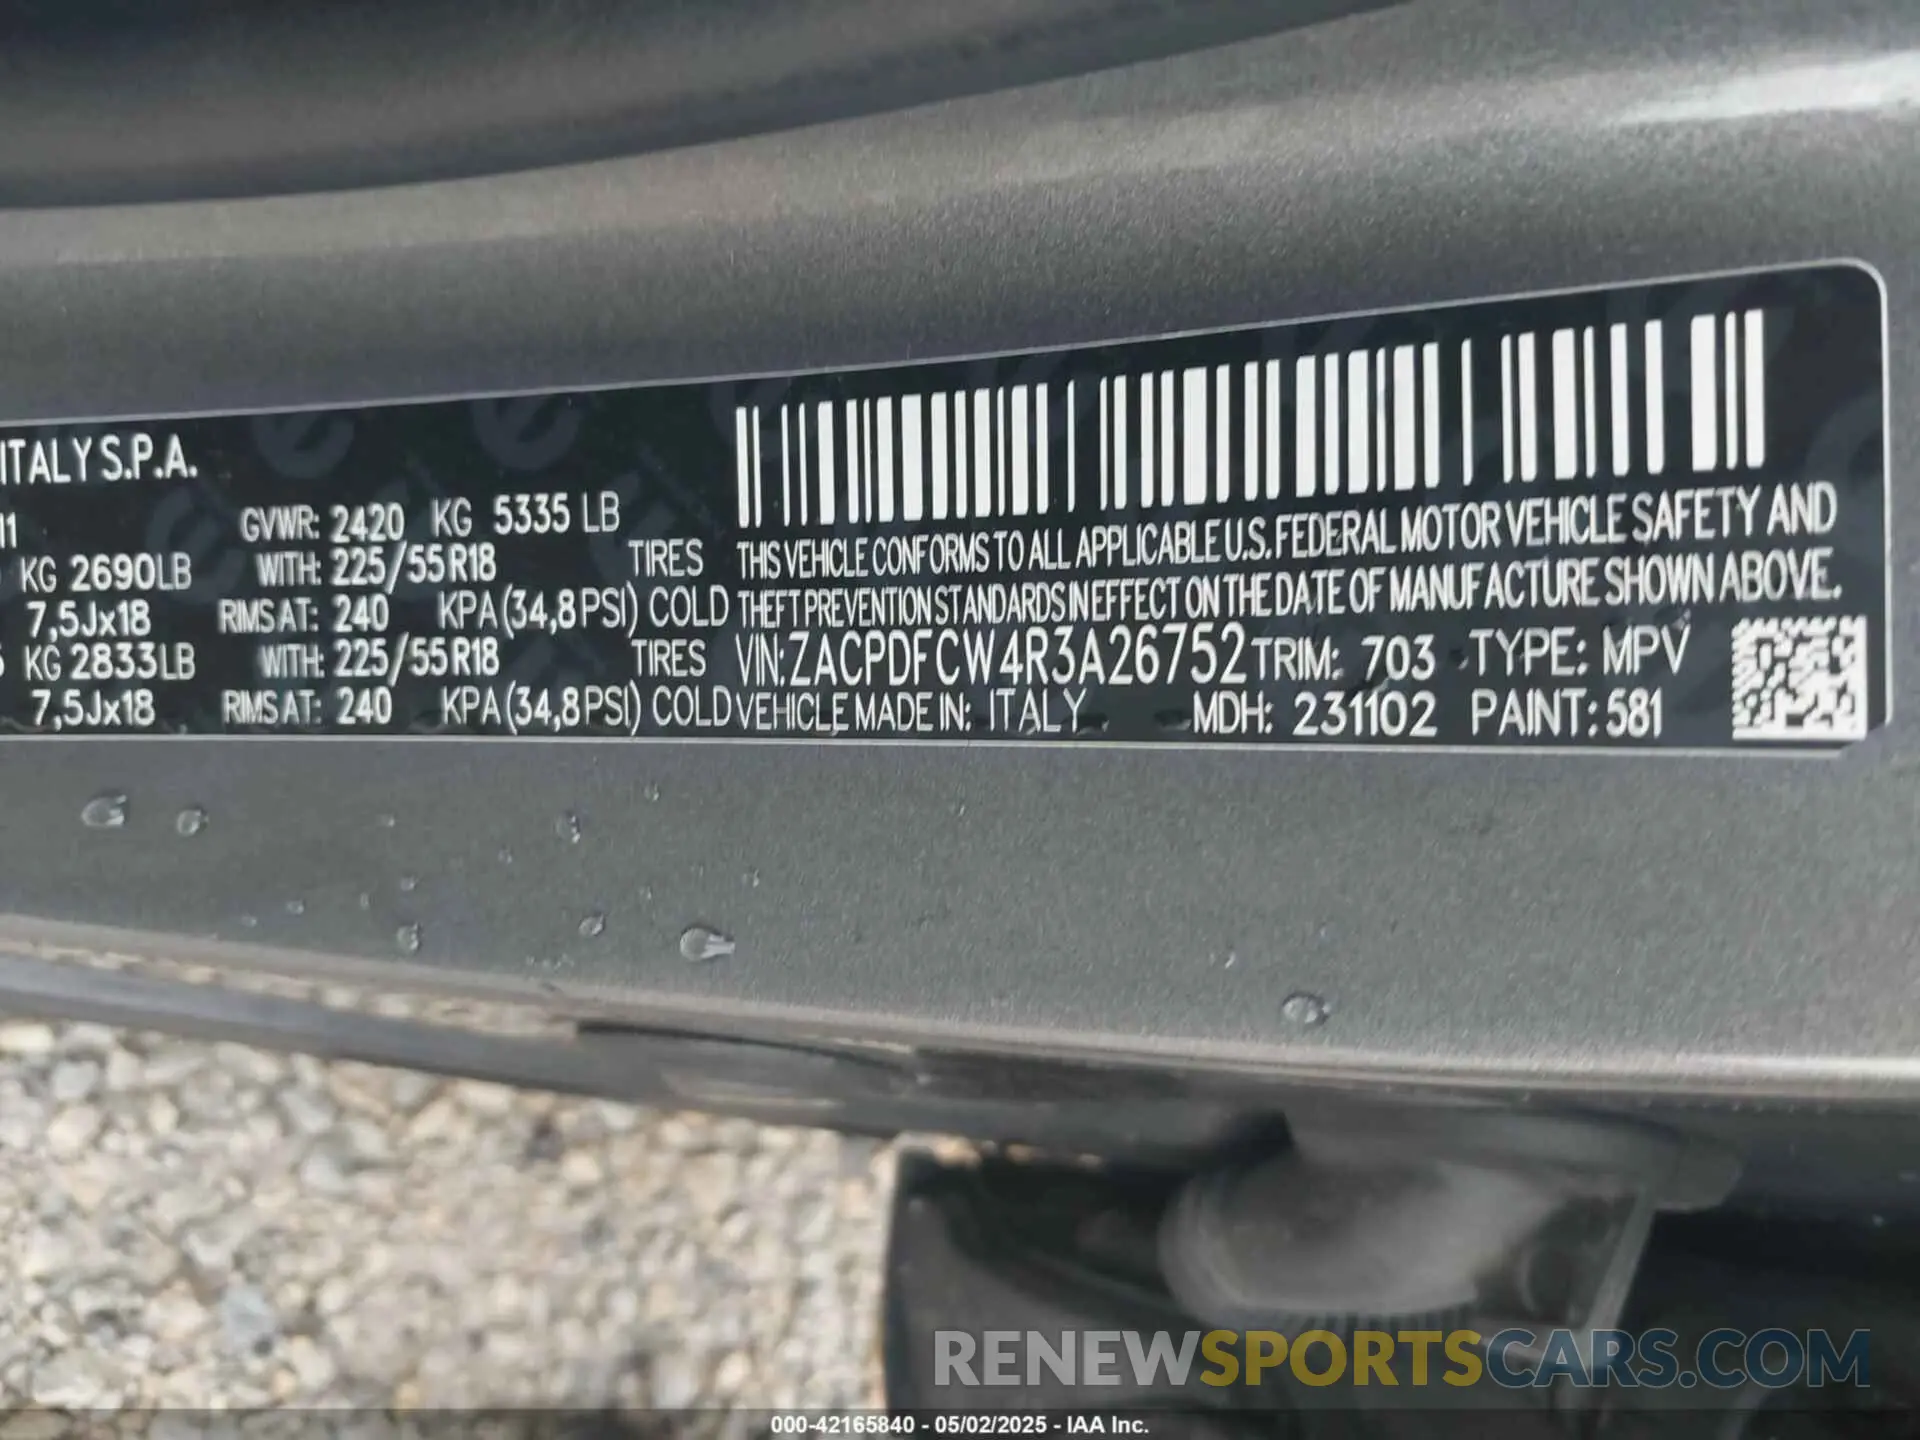 ITALY S.P.A.
11
GVWR: 2420 KG 5335 LB
KG 2690LB WITH: 225/55R18 TIRES
7,5Jx18 RIMS AT: 240 KPA (34,8PSI) COLD
KG 2833LB WITH: 225/55R18 TIRES
7,5Jx18 RIMS AT: 240 KPA (34,8PSI) COLD
THIS VEHICLE CONFORMS TO ALL APPLICABLE U.S. FEDERAL MOTOR VEHICLE SAFETY AND
THEFT PREVENTION STANDARDS IN EFFECT ON THE DATE OF MANUFACTURE SHOWN ABOVE.
VIN: ZACPDFCW4R3A26752 TRIM: 703 TYPE: MPV
VEHICLE MADE IN: ITALY MDH: 231102 PAINT: 581
RENEWSPORTSCARS.COM
000-42165840 - 05/02/2025 - IAA Inc.